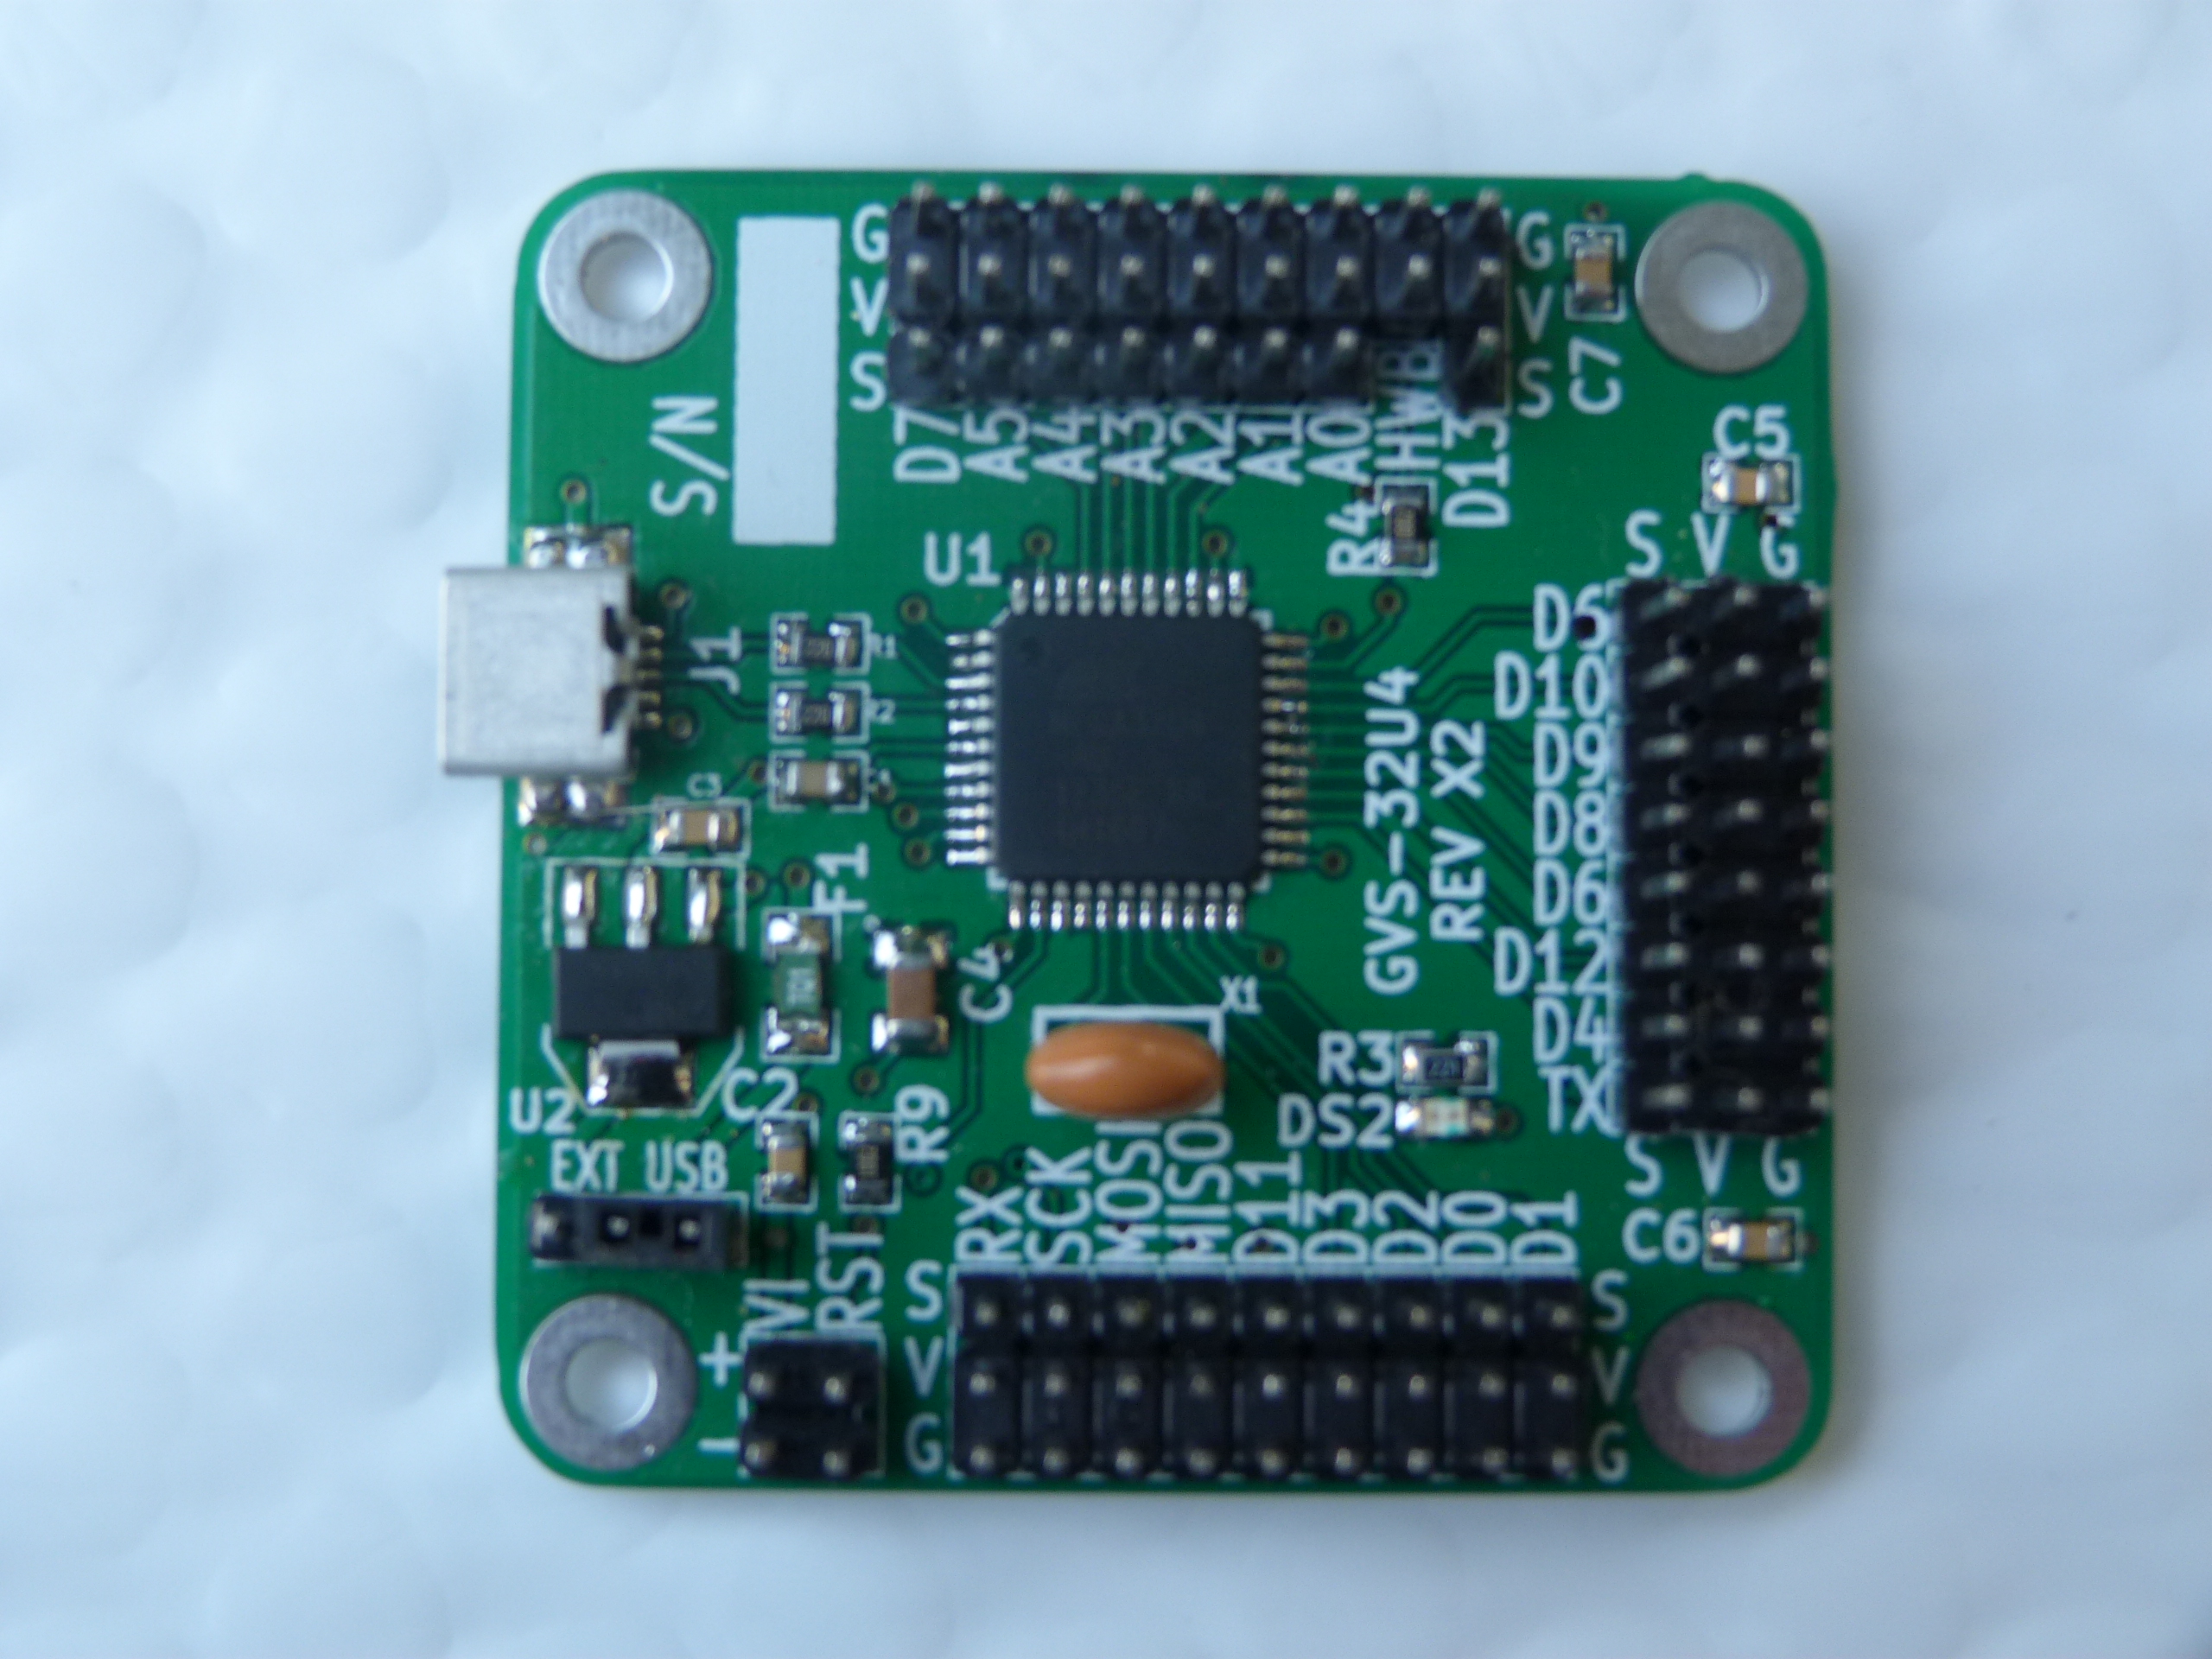 G
V
S
S/N
D7
A5
A4
A3
A2
A1
A0
HWB
D13
G
V
S
C7
C5
S V G
R4
U1
J1
R1
R2
F1
C4
U2
C2
R9
EXT USB
GVS-32U4
REV X2
X1
R3
DS2
D5
D10
D9
D8
D6
D12
D4
TX
S V G
C6
VI
RST
+
-
S
V
G
RX
SCK
MOSI
MISO
D11
D3
D2
D0
D1
S
V
G